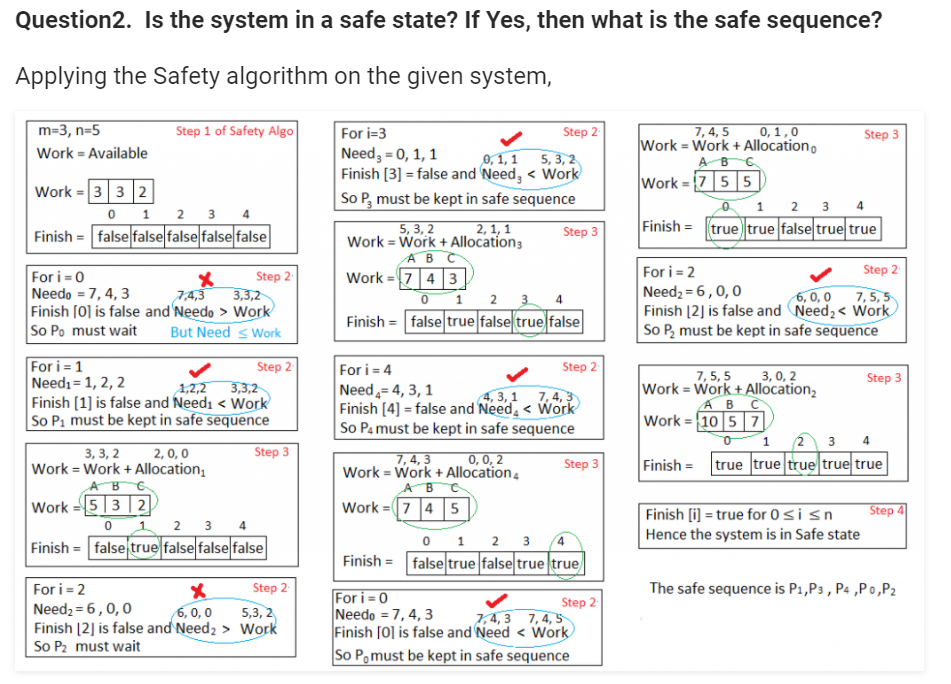 Question2. Is the system in a safe state? If Yes, then what is the safe sequence?
Applying the Safety algorithm on the given system,
m=3, n=5 Step 1 of Safety Algo
Work = Available
Work = 3 3 2
0 1 2 3 4
Finish = false false false false false
For i = 0 Step 2
Need₀ = 7, 4, 3 7,4,3 3,3,2
Finish [0] is false and Need₀ > Work
So P₀ must wait But Need ≤ Work
For i = 1 Step 2
Need₁ = 1, 2, 2 1,2,2 3,3,2
Finish [1] is false and Need₁ < Work
So P₁ must be kept in safe sequence
3, 3, 2 2, 0, 0 Step 3
Work = Work + Allocation₁
A B C
Work = 5 3 2
0 1 2 3 4
Finish = false true false false false
For i = 2 Step 2
Need₂ = 6 , 0, 0 6, 0, 0 5,3, 2
Finish [2] is false and Need₂ > Work
So P₂ must wait
For i=3 Step 2
Need₃ = 0, 1, 1 0, 1, 1 5, 3, 2
Finish [3] = false and Need₃ < Work
So P₃ must be kept in safe sequence
5, 3, 2 2, 1, 1 Step 3
Work = Work + Allocation₃
A B C
Work = 7 4 3
0 1 2 3 4
Finish = false true false true false
For i = 4 Step 2
Need₄ = 4, 3, 1 4, 3, 1 7, 4, 3
Finish [4] = false and Need₄ < Work
So P₄ must be kept in safe sequence
7, 4, 3 0, 0, 2 Step 3
Work = Work + Allocation₄
A B C
Work = 7 4 5
0 1 2 3 4
Finish = false true false true true
For i = 0 Step 2
Need₀ = 7, 4, 3 7, 4, 3 7, 4, 5
Finish [0] is false and Need < Work
So P₀ must be kept in safe sequence
7, 4, 5 0, 1 , 0 Step 3
Work = Work + Allocation₀
A B C
Work = 7 5 5
0 1 2 3 4
Finish = true true false true true
For i = 2 Step 2
Need₂ = 6 , 0, 0 6, 0, 0 7, 5, 5
Finish [2] is false and Need₂ < Work
So P₂ must be kept in safe sequence
7, 5, 5 3, 0, 2 Step 3
Work = Work + Allocation₂
A B C
Work = 10 5 7
0 1 2 3 4
Finish = true true true true true
Finish [i] = true for 0 ≤ i ≤ n Step 4
Hence the system is in Safe state
The safe sequence is P₁,P₃ , P₄ ,P₀,P₂